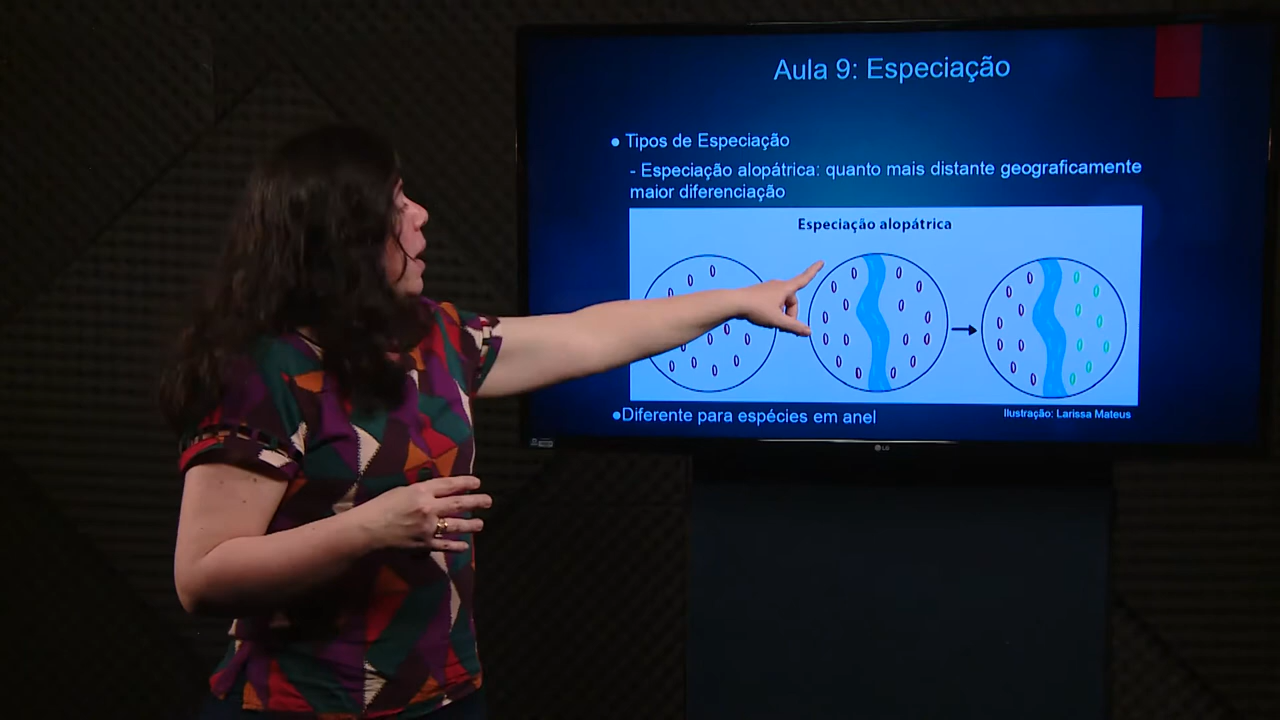 Aula 9: Especiação
● Tipos de Especiação
- Especiação alopátrica: quanto mais distante geograficamente
maior diferenciação
Especiação alopátrica
●Diferente para espécies em anel
Ilustração: Larissa Mateus
LG